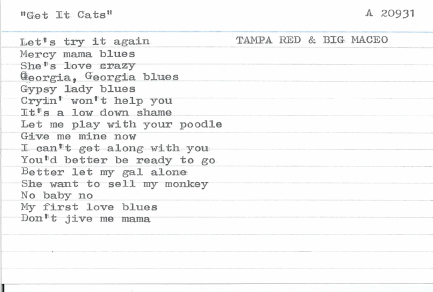 "Get It Cats" A 20931
Let's try it again TAMPA RED & BIG MACEO
Mercy mama blues
She's love crazy
Georgia, Georgia blues
Gypsy lady blues
Cryin' won't help you
It's a low down shame
Let me play with your poodle
Give me mine now
I can't get along with you
You'd better be ready to go
Better let my gal alone
She want to sell my monkey
No baby no
My first love blues
Don't jive me mama